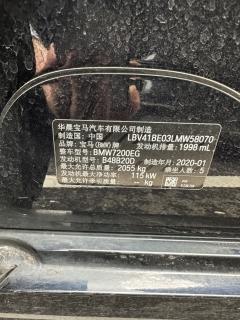 华晨宝马汽车有限公司制造
制造国: 中国 LBV41BE03LMW58070
品牌: 宝马(BMW)牌 发动机排量: 1998 mL
整车型号: BMW7200EG
发动机型号: B48B20D 制造年月: 2020-01
最大允许总质量: 2055 kg 乘坐人数: 5
发动机最大净功率: 115 kW
最大允许牵引质量: -- kg